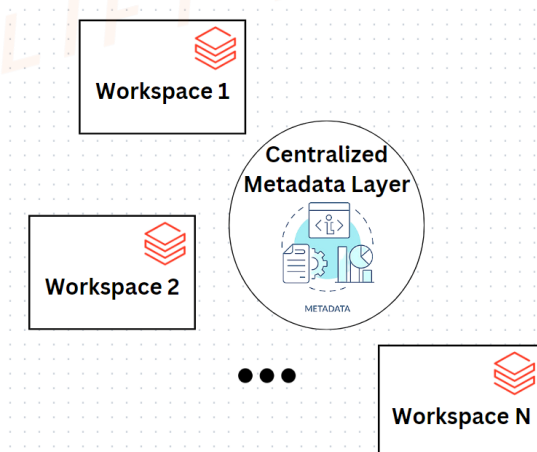 Workspace 1
Centralized
Metadata Layer
METADATA
Workspace 2
Workspace N